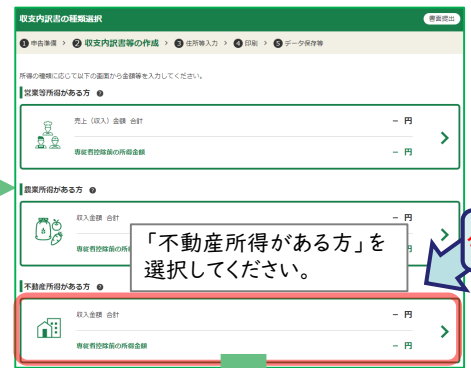 収支内訳書の種類選択 書面提出
1 申告準備 > 2 収支内訳書等の作成 > 3 住所等入力 > 4 印刷 > 5 データ保存等
所得の種類に応じて以下の画面から金額等を入力してください。
営業等所得がある方 ?
売上（収入）金額 合計 － 円
専従者控除前の所得金額 － 円
農業所得がある方 ?
収入金額 合計 － 円
専従者控除前の所
「不動産所得がある方」を
選択してください。
不動産所得がある方 ?
収入金額 合計 － 円
専従者控除前の所得金額 － 円